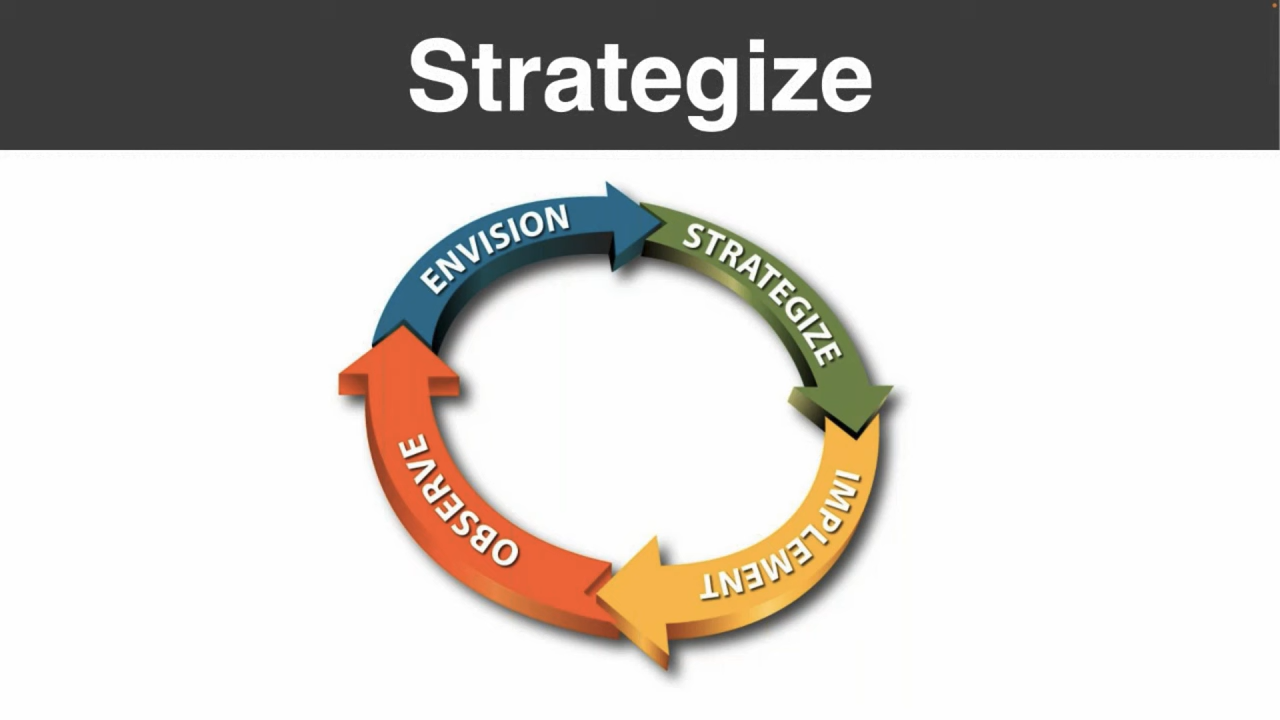 Strategize
ENVISION
STRATEGIZE
IMPLEMENT
OBSERVE